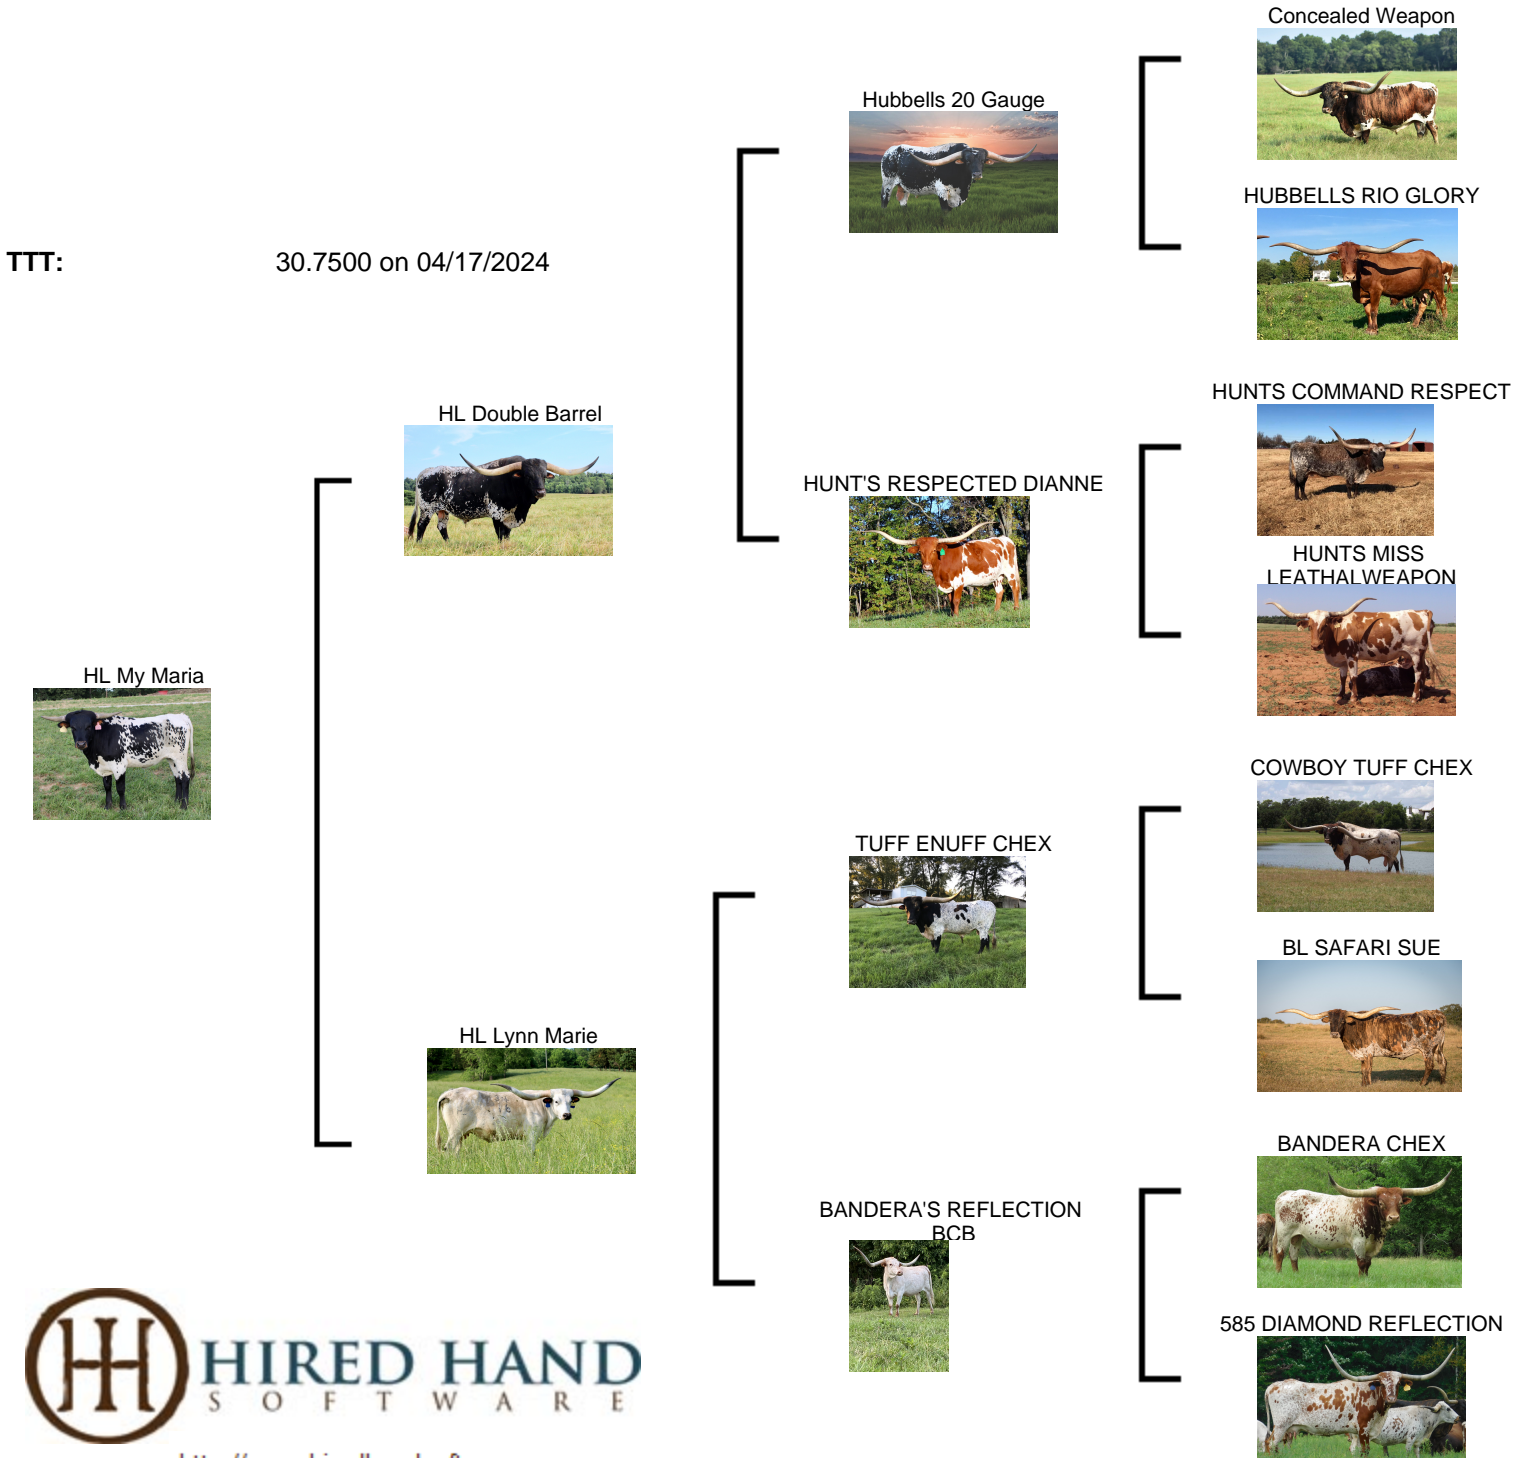 Concealed Weapon
Hubbells 20 Gauge
HUBBELLS RIO GLORY
TTT: 30.7500 on 04/17/2024
HUNTS COMMAND RESPECT
HL Double Barrel
HUNT'S RESPECTED DIANNE
HUNTS MISS
LEATHALWEAPON
HL My Maria
COWBOY TUFF CHEX
TUFF ENUFF CHEX
BL SAFARI SUE
HL Lynn Marie
BANDERA CHEX
BANDERA'S REFLECTION
BCB
585 DIAMOND REFLECTION
HIRED HAND
SOFTWARE